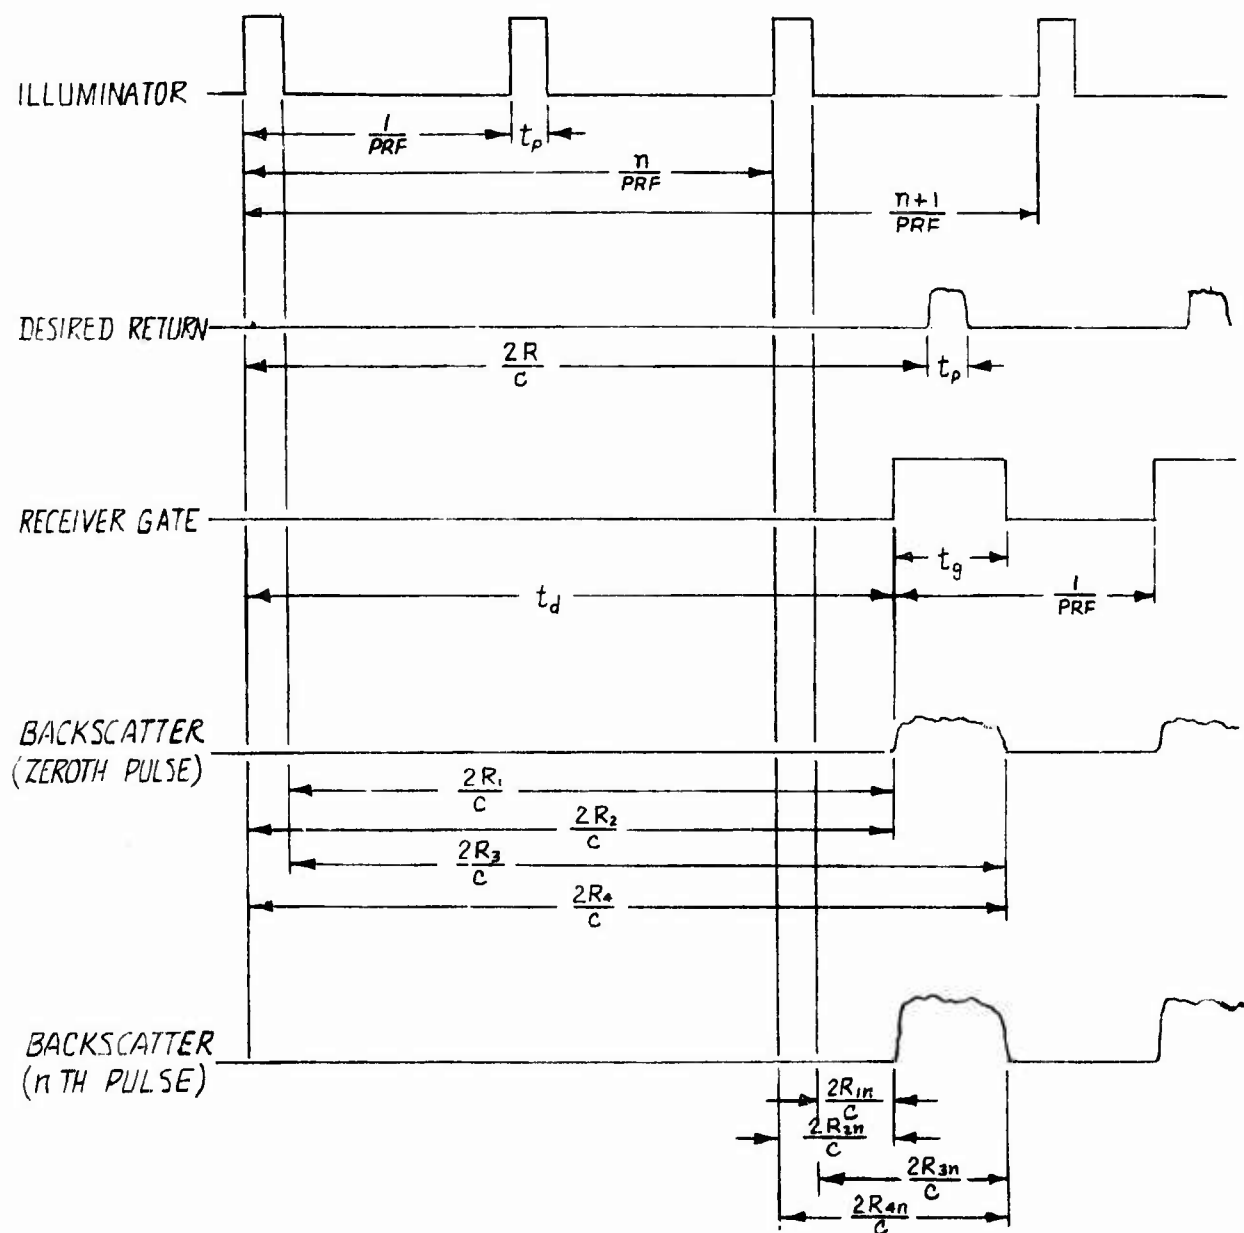 ILLUMINATOR
1/PRF
t_p
n/PRF
n+1/PRF
DESIRED RETURN
2R/C
t_p
RECEIVER GATE
t_g
t_d
1/PRF
BACKSCATTER
(ZEROTH PULSE)
2R_1/C
2R_2/C
2R_3/C
2R_4/C
BACKSCATTER
(n TH PULSE)
2R_1n/C
2R_2n/C
2R_3n/C
2R_4n/C